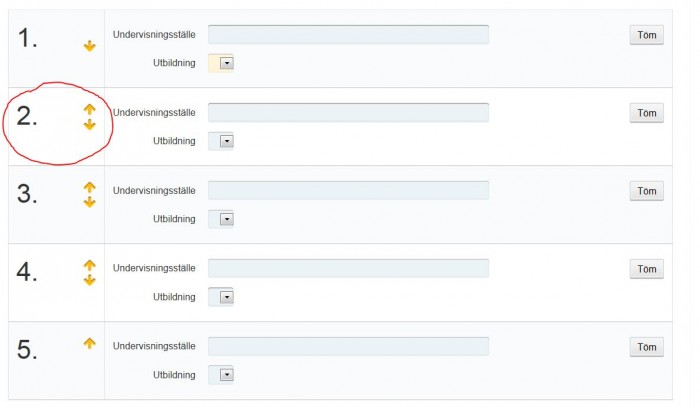 1.
Undervisningsställe
Töm
Utbildning
2.
Undervisningsställe
Töm
Utbildning
3.
Undervisningsställe
Töm
Utbildning
4.
Undervisningsställe
Töm
Utbildning
5.
Undervisningsställe
Töm
Utbildning